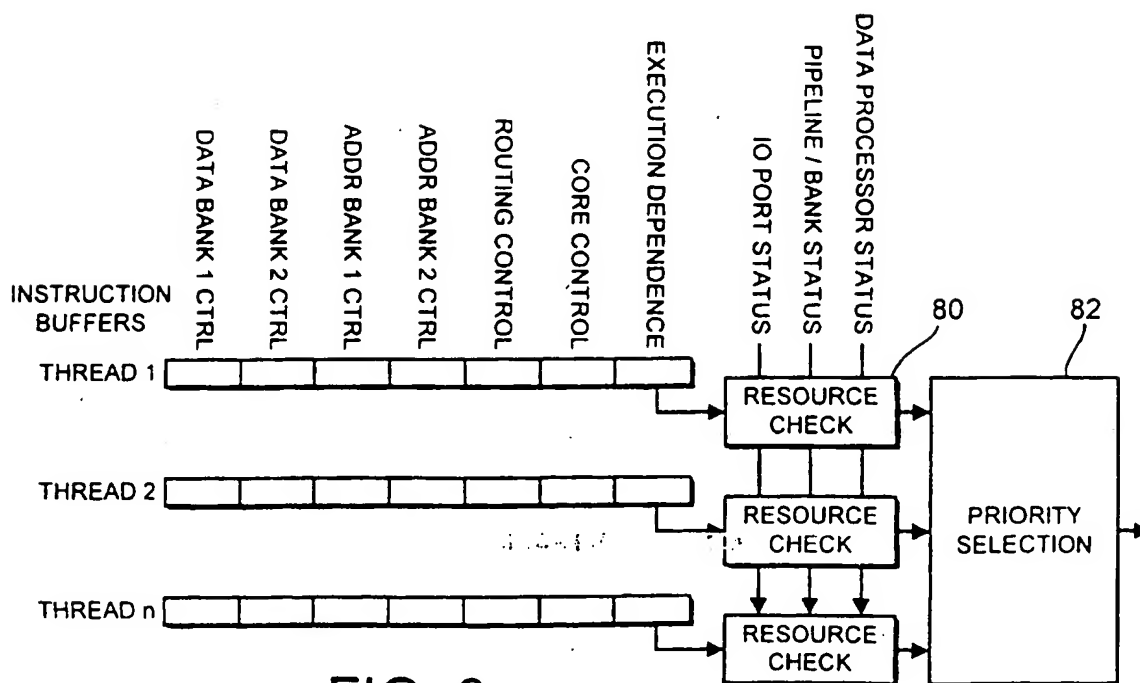 DATA BANK 1 CTRL
DATA BANK 2 CTRL
ADDR BANK 1 CTRL
ADDR BANK 2 CTRL
ROUTING CONTROL
CORE CONTROL
EXECUTION DEPENDENCE
IO PORT STATUS
PIPELINE / BANK STATUS
DATA PROCESSOR STATUS
80
82
INSTRUCTION
BUFFERS
THREAD 1
RESOURCE
CHECK
THREAD 2
RESOURCE
CHECK
PRIORITY
SELECTION
THREAD n
RESOURCE
CHECK